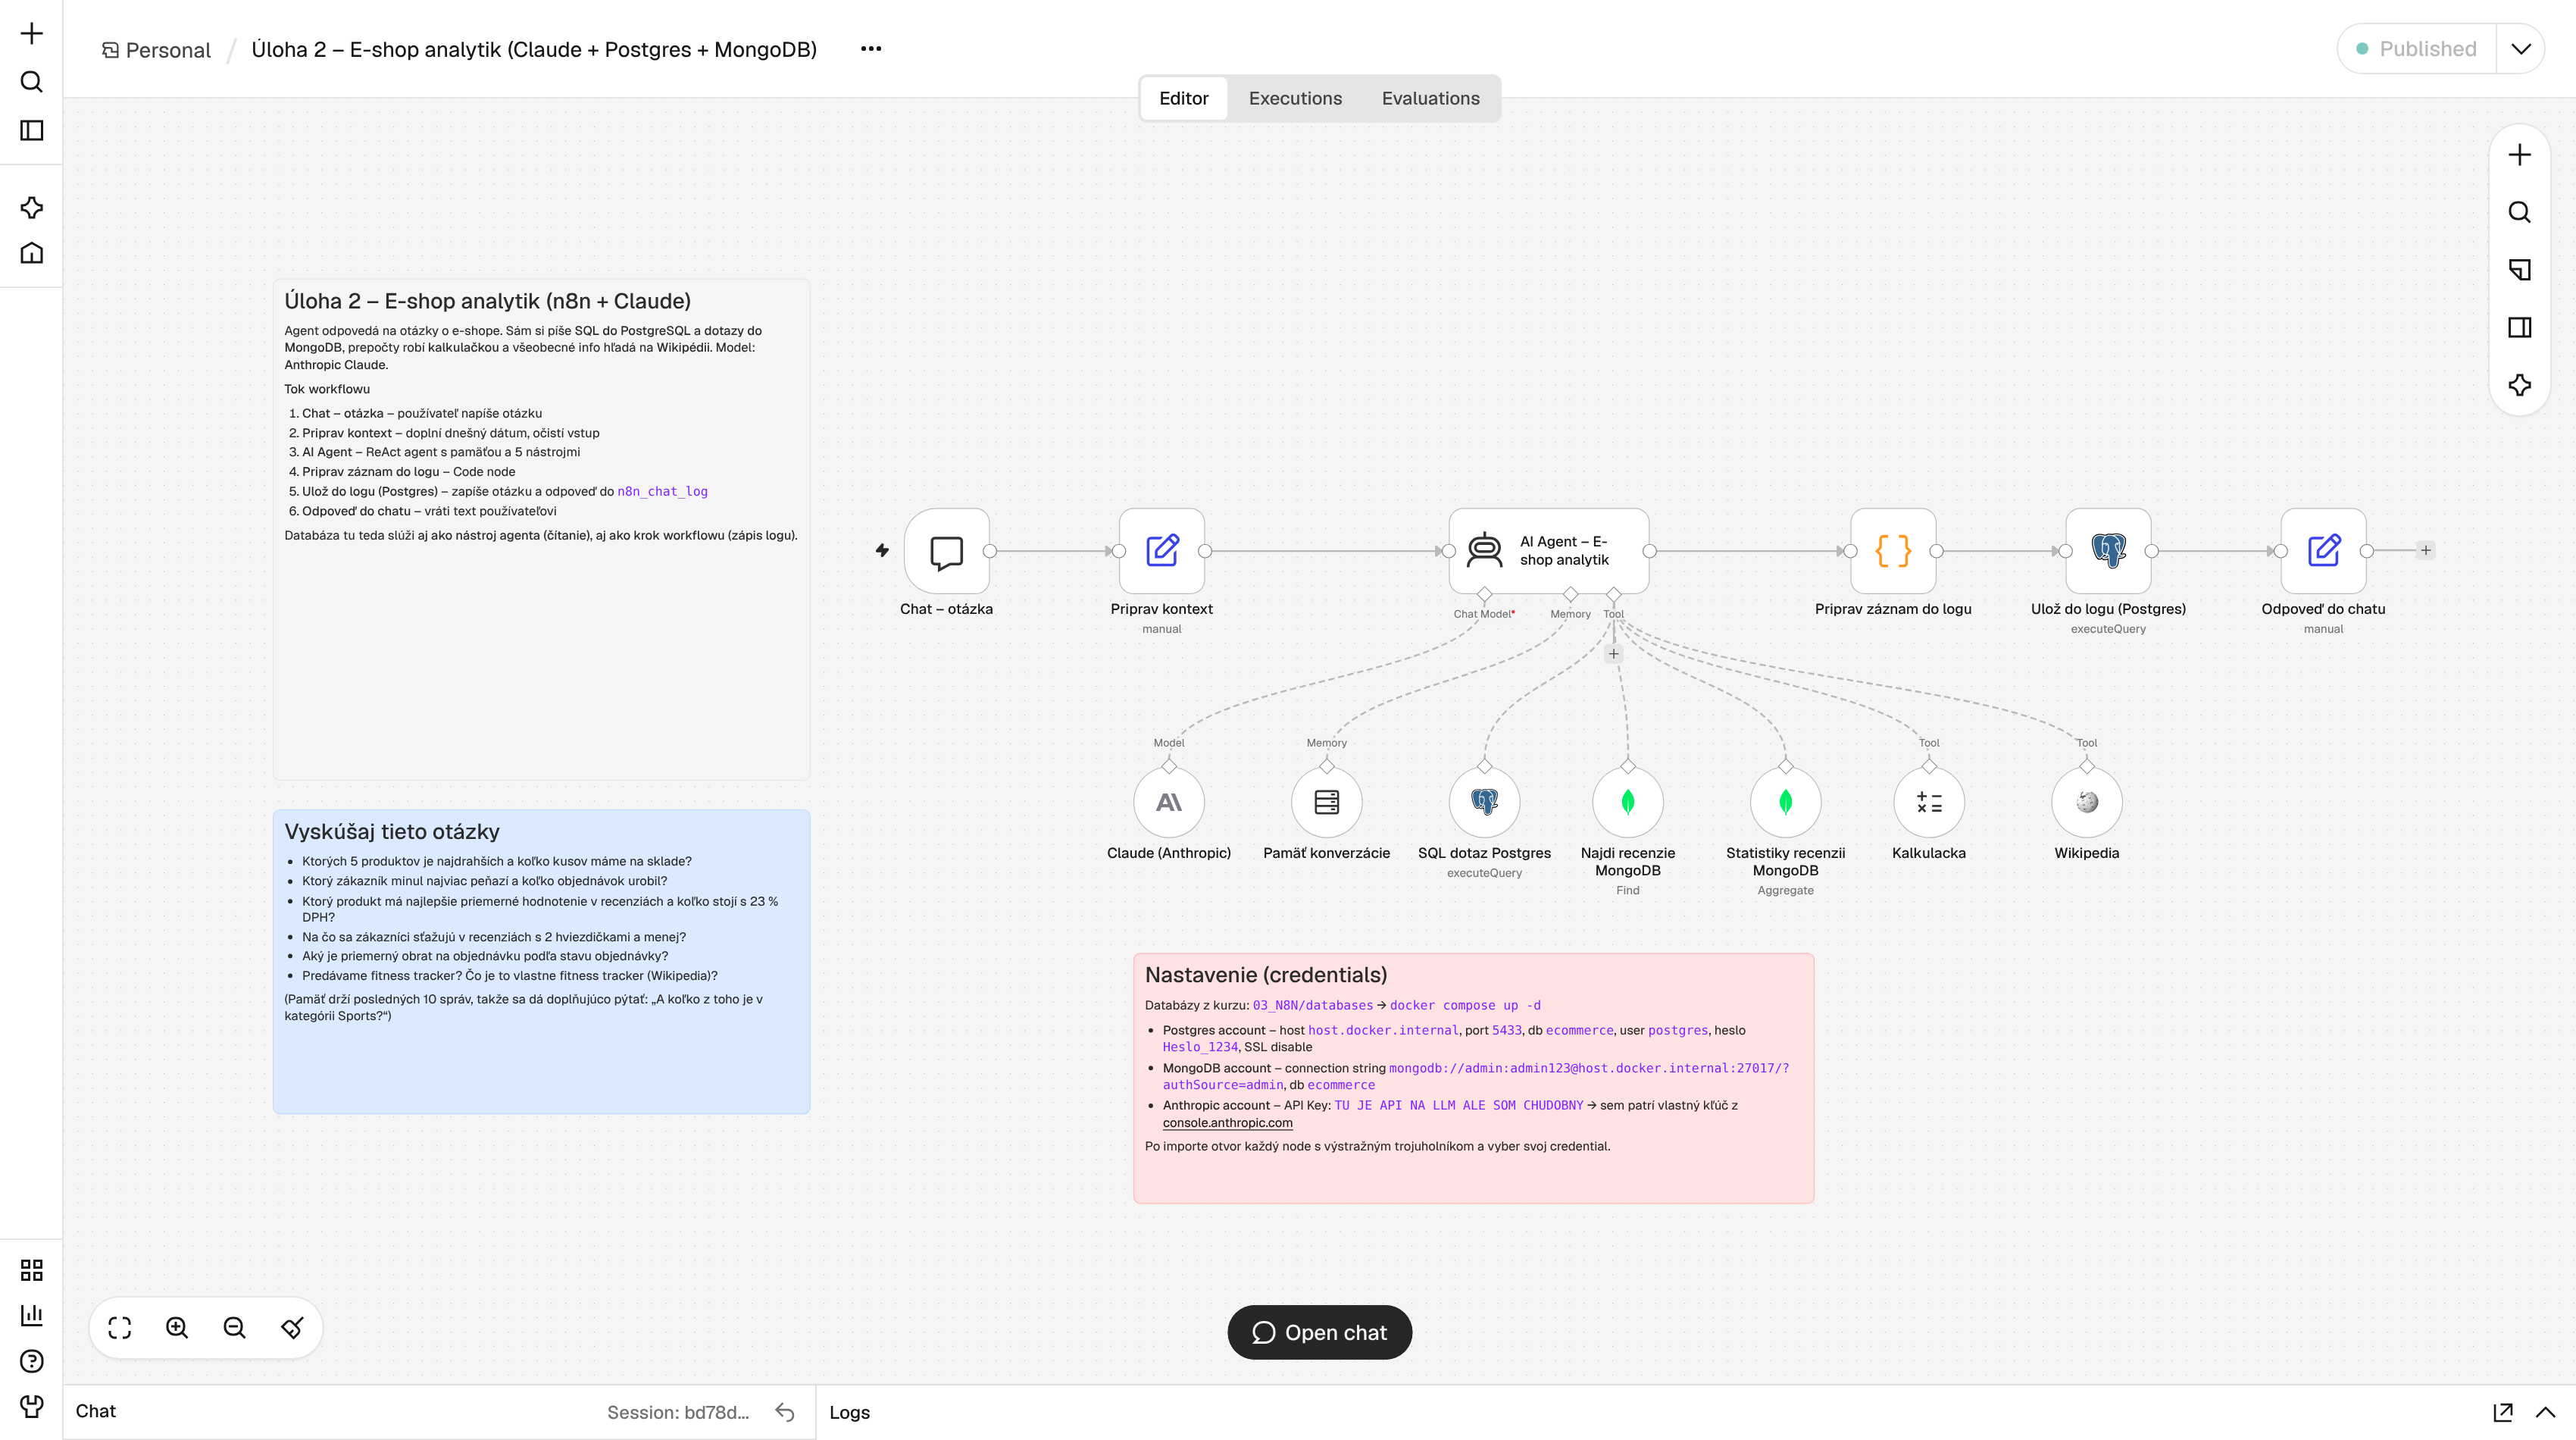 Personal / Úloha 2 – E-shop analytik (Claude + Postgres + MongoDB)
Published
Editor
Executions
Evaluations
Úloha 2 – E-shop analytik (n8n + Claude)
Agent odpovedá na otázky o e-shope. Sám si píše SQL do PostgreSQL a dotazy do
MongoDB, prepočty robí kalkulačkou a všeobecné info hľadá na Wikipédii. Model:
Anthropic Claude.
Tok workflowu
1. Chat – otázka – používateľ napíše otázku
2. Priprav kontext – doplní dnešný dátum, očistí vstup
3. AI Agent – ReAct agent s pamäťou a 5 nástrojmi
4. Priprav záznam do logu – Code node
5. Ulož do logu (Postgres) – zapíše otázku a odpoveď do n8n_chat_log
6. Odpoveď do chatu – vráti text používateľovi
Databáza tu teda slúži aj ako nástroj agenta (čítanie), aj ako krok workflowu (zápis logu).
Chat – otázka
Priprav kontext
manual
AI Agent – E-
shop analytik
Chat Model*
Memory
Tool
Priprav záznam do logu
Ulož do logu (Postgres)
executeQuery
Odpoveď do chatu
manual
Model
Memory
Tool
Tool
Claude (Anthropic)
Pamäť konverzácie
SQL dotaz Postgres
executeQuery
Najdi recenzie
MongoDB
Find
Statistiky recenzii
MongoDB
Aggregate
Kalkulacka
Wikipedia
Vyskúšaj tieto otázky
• Ktorých 5 produktov je najdrahších a koľko kusov máme na sklade?
• Ktorý zákazník minul najviac peňazí a koľko objednávok urobil?
• Ktorý produkt má najlepšie priemerné hodnotenie v recenziách a koľko stojí s 23 %
DPH?
• Na čo sa zákazníci sťažujú v recenziách s 2 hviezdičkami a menej?
• Aký je priemerný obrat na objednávku podľa stavu objednávky?
• Predávame fitness tracker? Čo je to vlastne fitness tracker (Wikipedia)?
(Pamäť drží posledných 10 správ, takže sa dá doplňujúco pýtať: „A koľko z toho je v
kategórii Sports?“)
Nastavenie (credentials)
Databázy z kurzu: 03_N8N/databases → docker compose up -d
• Postgres account – host host.docker.internal, port 5433, db ecommerce, user postgres, heslo
Heslo_1234, SSL disable
• MongoDB account – connection string mongodb://admin:admin123@host.docker.internal:27017/?
authSource=admin, db ecommerce
• Anthropic account – API Key: TU JE API NA LLM ALE SOM CHUDOBNY → sem patrí vlastný kľúč z
console.anthropic.com
Po importe otvor každý node s výstražným trojuholníkom a vyber svoj credential.
Open chat
Chat
Session: bd78d...
Logs